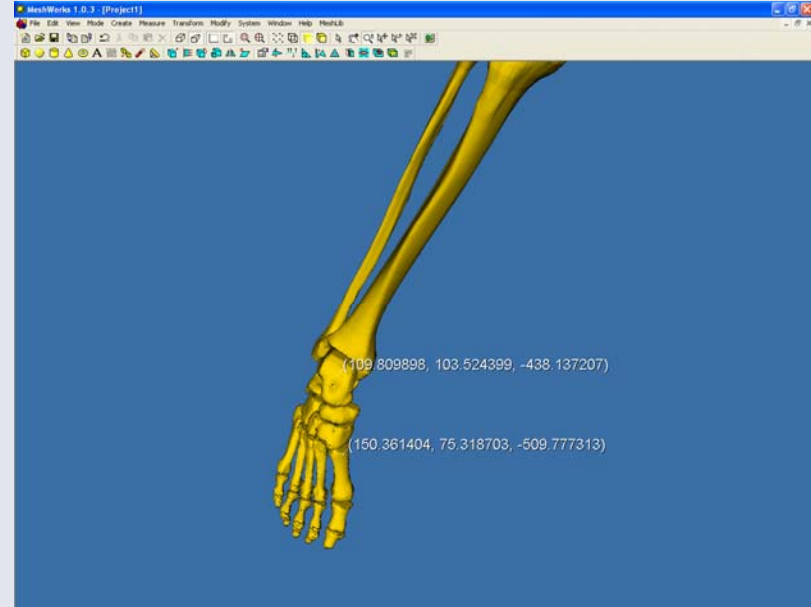 MeshWorks 1.0.3 - [Project1]
File Edit View Mode Create Measure Transform Modify System Window Help MeshLib
A
(109.809898, 103.524399, -438.137207)
(150.361404, 75.318703, -509.777313)